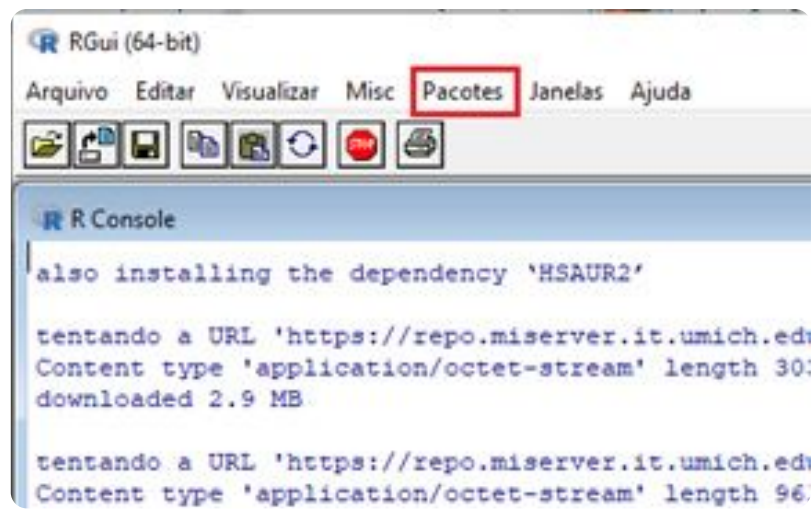 RGui (64-bit)
Arquivo Editar Visualizar Misc Pacotes Janelas Ajuda
STOP
R Console
also installing the dependency ‘HSAUR2’
tentando a URL 'https://repo.miserver.it.umich.edu
Content type 'application/octet-stream' length 303
downloaded 2.9 MB
tentando a URL 'https://repo.miserver.it.umich.edu
Content type 'application/octet-stream' length 96